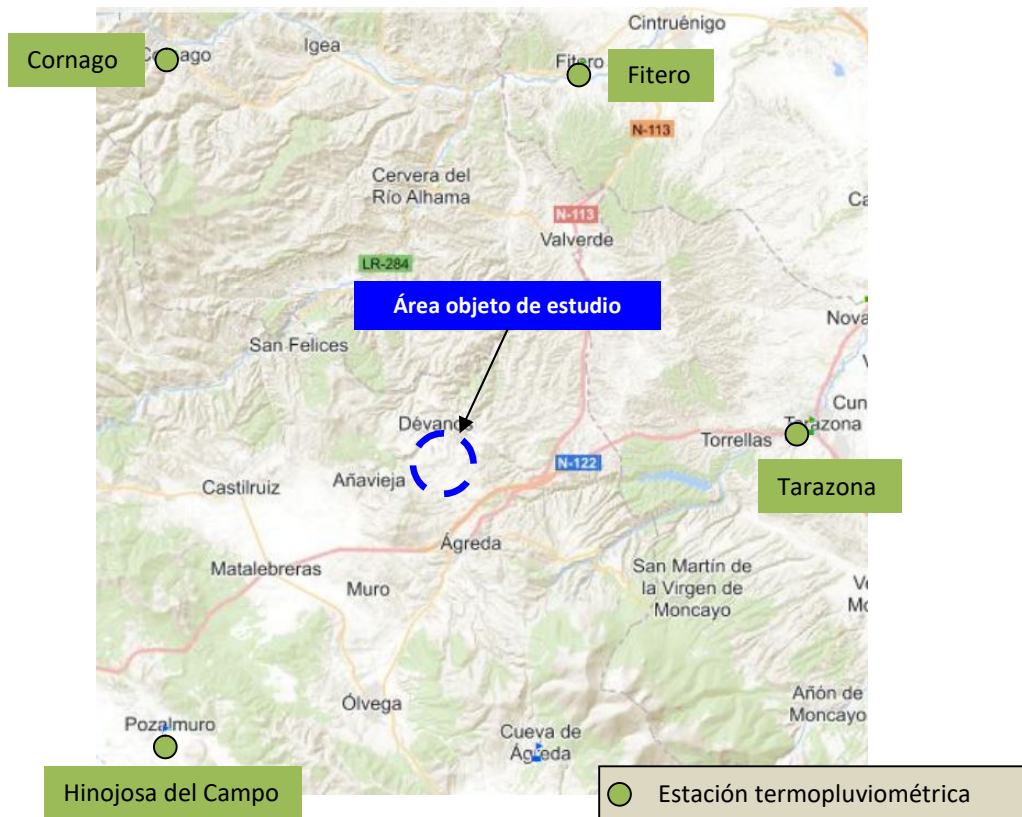 Cintruénigo
Cornago
Igea
Fitero
Fitero
N-113
Cervera del
Río Alhama
N-113
Valverde
LR-284
Área objeto de estudio
Nova
San Felices
Cun
Tarazona
Torrellas
N-122
Añavieja
Castilruiz
Tarazona
Ágreda
San Martín de
la Virgen de
Moncayo
Matalebreras
Muro
Ólvega
Añón de
Moncayo
Pozalmuro
Cueva de
Ágreda
Hinojosa del Campo
Estación termopluviométrica